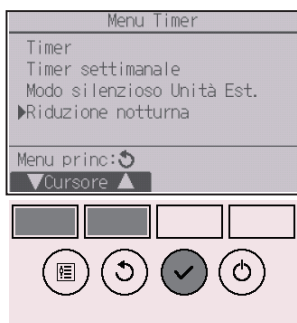 Menu Timer
Timer
Timer settimanale
Modo silenzioso Unità Est.
▶Riduzione notturna
Menu princ:
▼Cursore▲